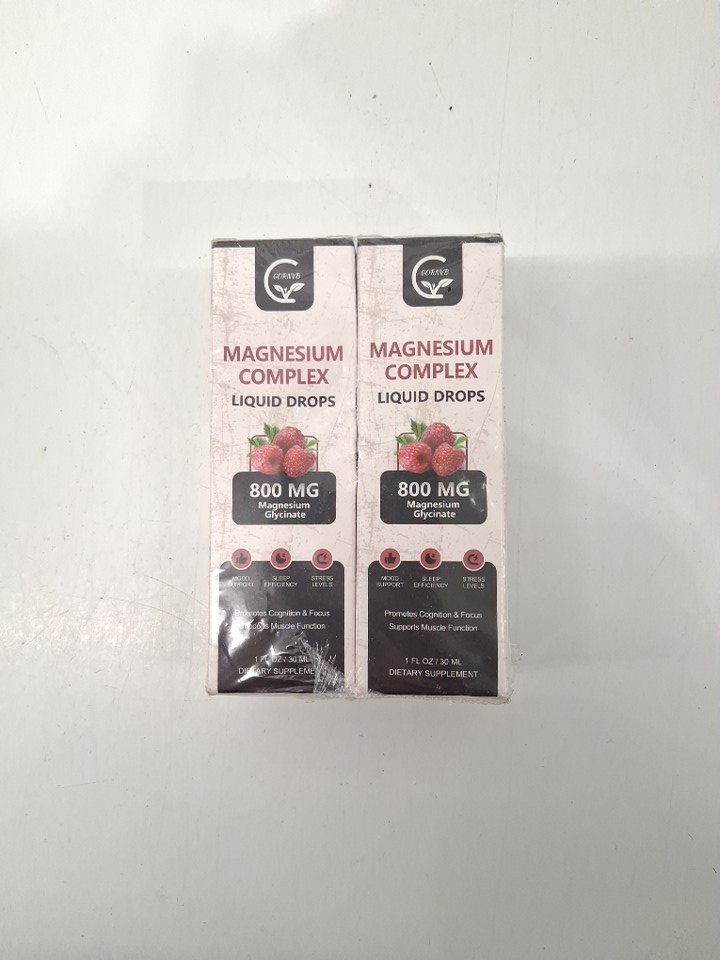 GORNVB
MAGNESIUM
COMPLEX
LIQUID DROPS
800 MG
Magnesium
Glycinate
MOOD
SUPPORT
SLEEP
EFFICIENCY
STRESS
LEVELS
Promotes Cognition & Focus
Supports Muscle Function
1 FL OZ / 30 ML
DIETARY SUPPLEMENT
GORNVB
MAGNESIUM
COMPLEX
LIQUID DROPS
800 MG
Magnesium
Glycinate
MOOD
SUPPORT
SLEEP
EFFICIENCY
STRESS
LEVELS
Promotes Cognition & Focus
Supports Muscle Function
1 FL OZ / 30 ML
DIETARY SUPPLEMENT